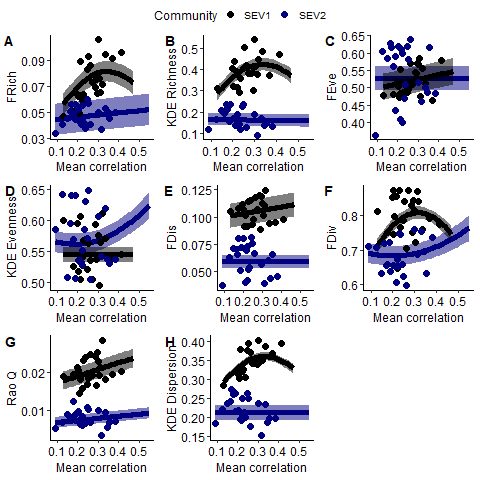 Community SEV1 SEV2
A B C
FRich
0.09
0.07
0.05
0.03
0.1 0.2 0.3 0.4 0.5
Mean correlation
KDE Richness
0.5
0.4
0.3
0.2
0.1
0.1 0.2 0.3 0.4 0.5
Mean correlation
FEve
0.65
0.60
0.55
0.50
0.45
0.40
0.1 0.2 0.3 0.4 0.5
Mean correlation
D E F
KDE Evenness
0.65
0.60
0.55
0.50
0.1 0.2 0.3 0.4 0.5
Mean correlation
FDis
0.125
0.100
0.075
0.050
0.1 0.2 0.3 0.4 0.5
Mean correlation
FDiv
0.8
0.7
0.6
0.1 0.2 0.3 0.4 0.5
Mean correlation
G H
Rao Q
0.02
0.01
0.1 0.2 0.3 0.4 0.5
Mean correlation
KDE Dispersion
0.40
0.35
0.30
0.25
0.20
0.15
0.1 0.2 0.3 0.4 0.5
Mean correlation